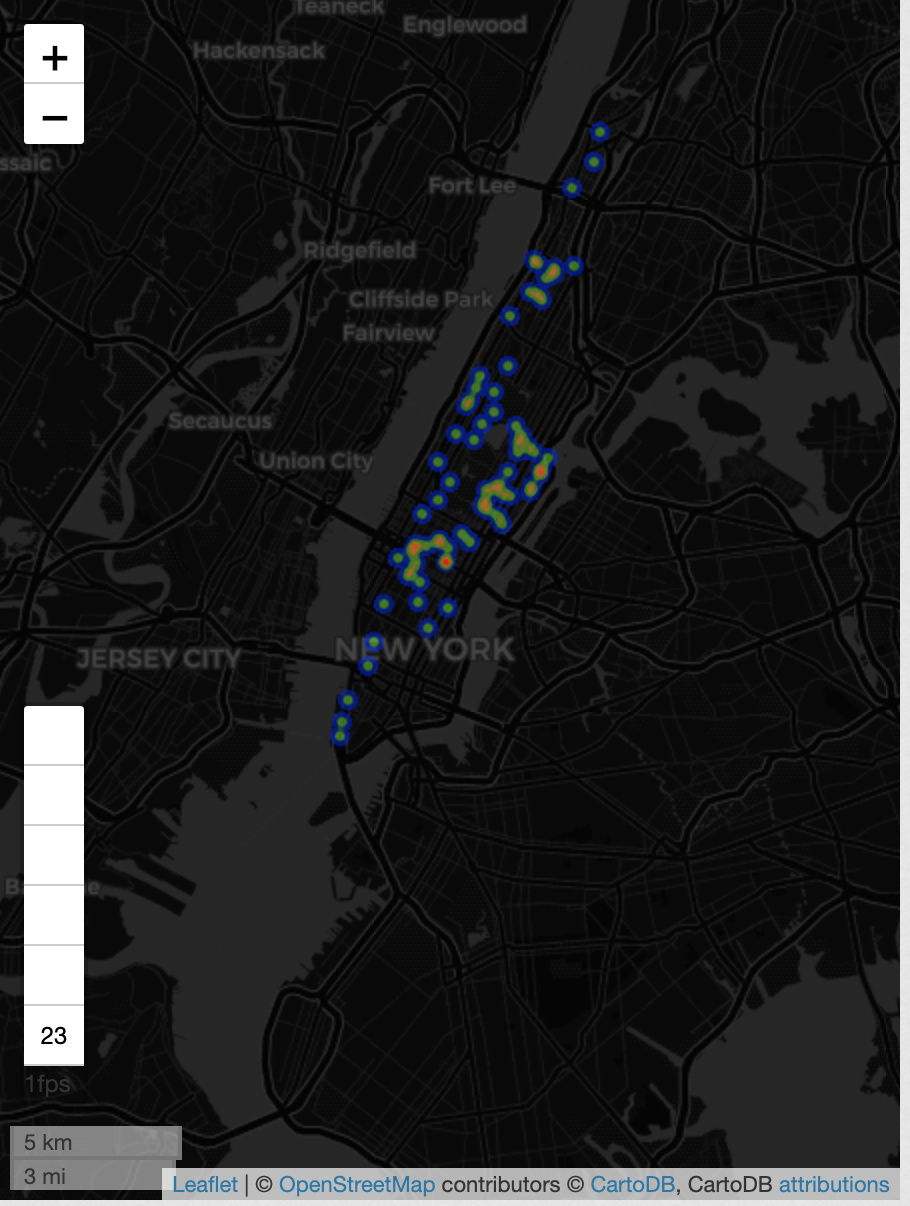 Teaneck
Englewood
Hackensack
ssaic
Fort Lee
Ridgefield
Cliffside Park
Fairview
Secaucus
Union City
NEW YORK
JERSEY CITY
B
e
23
1fps
5 km
3 mi
Leaflet | © OpenStreetMap contributors © CartoDB, CartoDB attributions